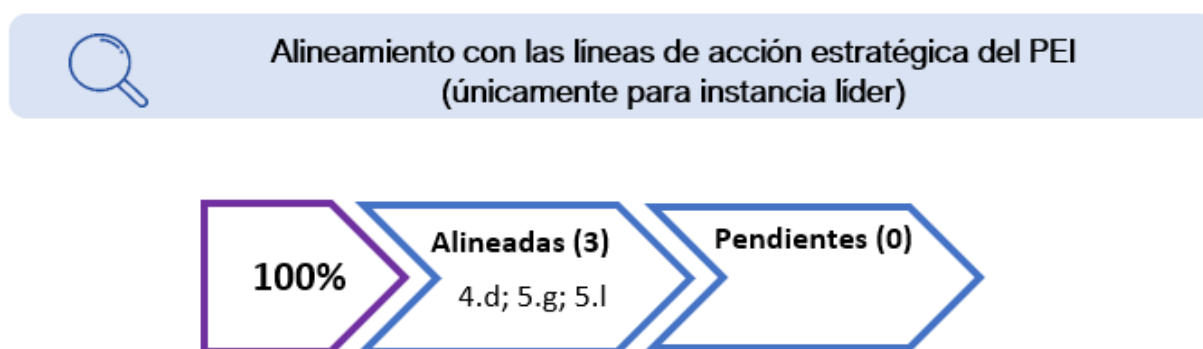 Alineamiento con las líneas de acción estratégica del PEI
(únicamente para instancia líder)
100%
Alineadas (3)
4.d; 5.g; 5.l
Pendientes (0)